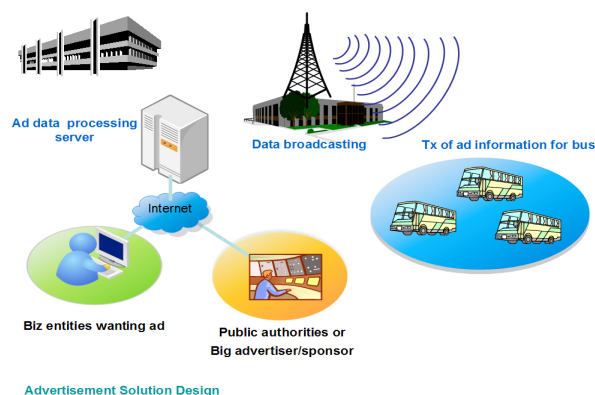 Ad data processing
server
Data broadcasting
Tx of ad information for bus
Internet
Biz entities wanting ad
Public authorities or
Big advertiser/sponsor
Advertisement Solution Design